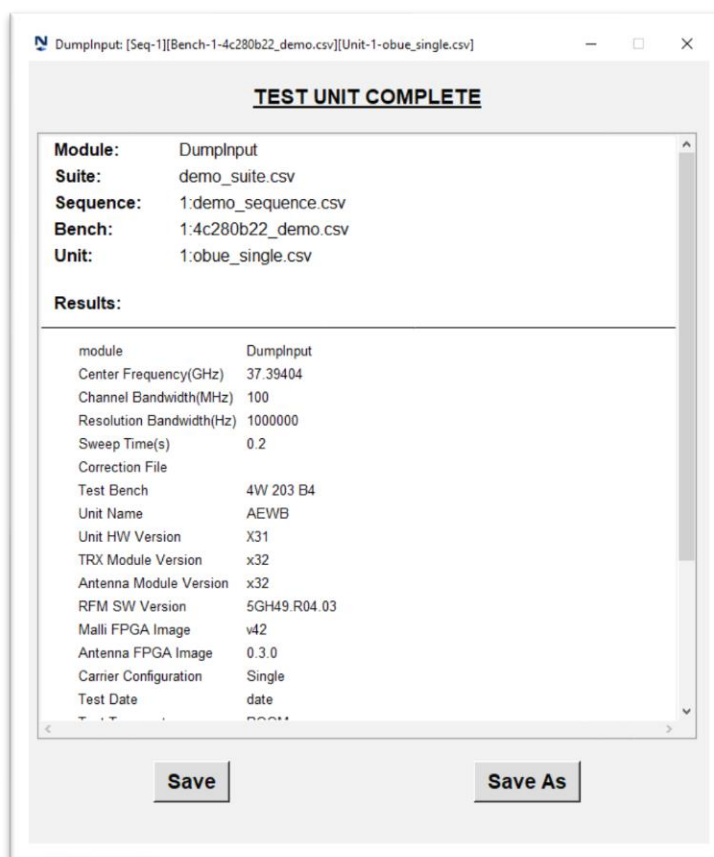 DumpInput: [Seq-1][Bench-1-4c280b22_demo.csv][Unit-1-obue_single.csv]
TEST UNIT COMPLETE
Module: DumpInput
Suite: demo_suite.csv
Sequence: 1:demo_sequence.csv
Bench: 1:4c280b22_demo.csv
Unit: 1:obue_single.csv
Results:
module DumpInput
Center Frequency(GHz) 37.39404
Channel Bandwidth(MHz) 100
Resolution Bandwidth(Hz) 1000000
Sweep Time(s) 0.2
Correction File
Test Bench 4W 203 B4
Unit Name AEWB
Unit HW Version X31
TRX Module Version x32
Antenna Module Version x32
RFM SW Version 5GH49.R04.03
Malli FPGA Image v42
Antenna FPGA Image 0.3.0
Carrier Configuration Single
Test Date date
Save Save As